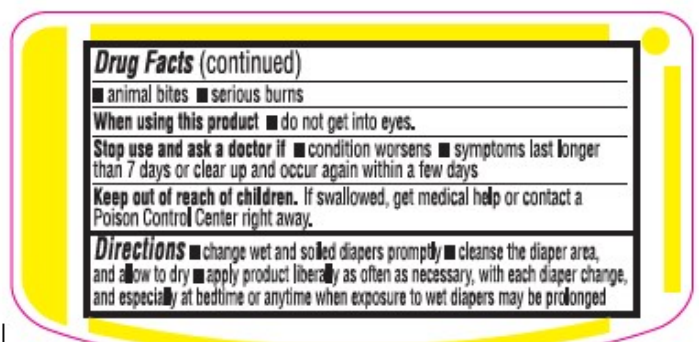 Drug Facts (continued)
■ animal bites ■ serious burns
When using this product ■ do not get into eyes.
Stop use and ask a doctor if ■ condition worsens ■ symptoms last longer
than 7 days or clear up and occur again within a few days
Keep out of reach of children. If swallowed, get medical help or contact a
Poison Control Center right away.
Directions ■ change wet and soiled diapers promptly ■ cleanse the diaper area,
and allow to dry ■ apply product liberally as often as necessary, with each diaper change,
and especially at bedtime or anytime when exposure to wet diapers may be prolonged